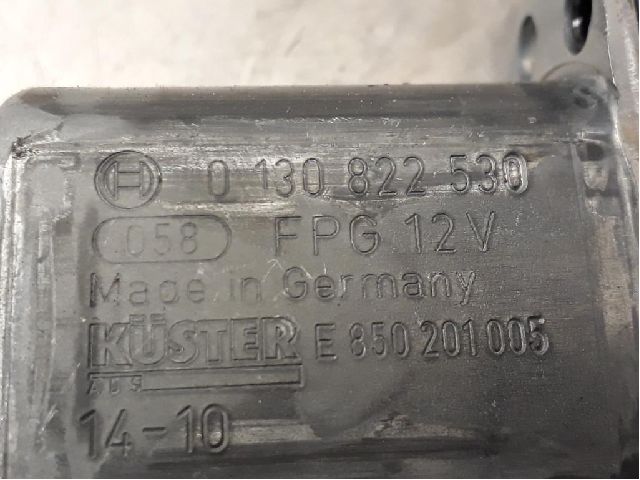 0 130 822 530
058 FPG 12V
Made in Germany
KÜSTER E 850 201 005
14-10